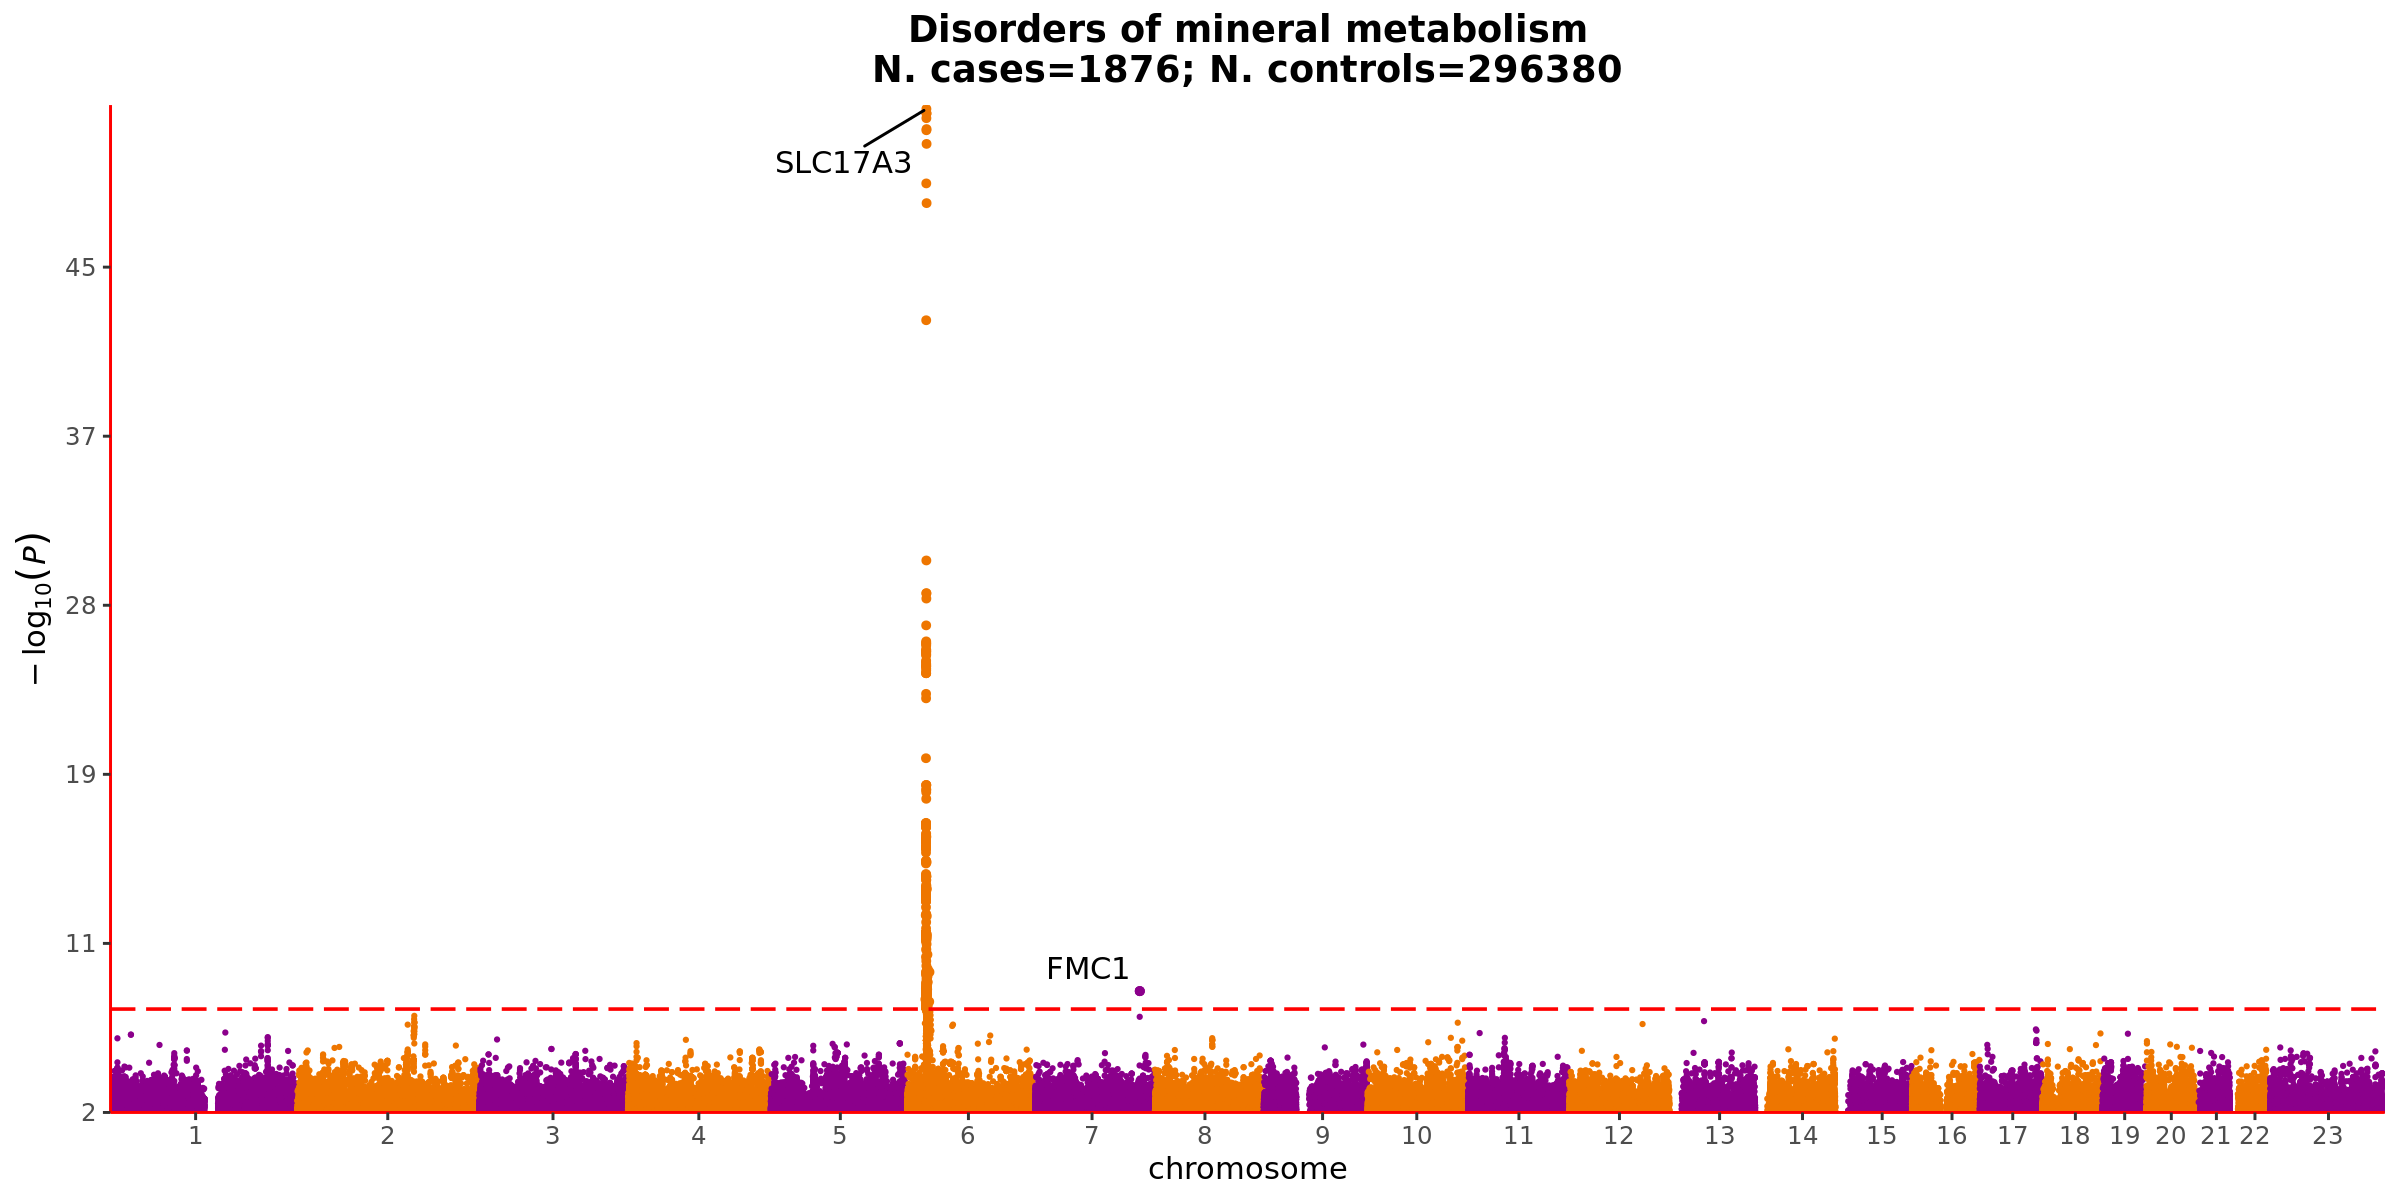 Disorders of mineral metabolism
N. cases=1876; N. controls=296380
SLC17A3
FMC1
45
37
28
19
11
2
−log10(P)
1 2 3 4 5 6 7 8 9 10 11 12 13 14 15 16 17 18 19 20 21 22 23
chromosome